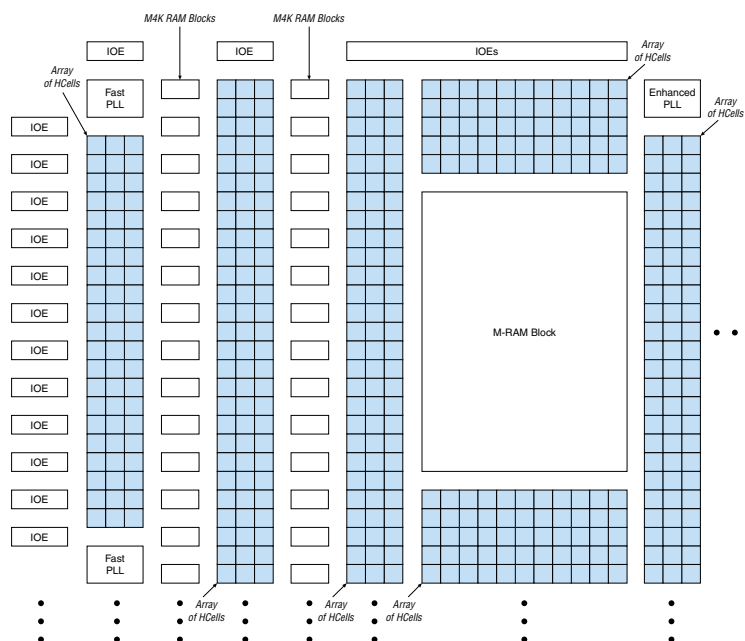 M4K RAM Blocks
M4K RAM Blocks
IOE
IOE
IOEs
Array
of HCells
Array
of HCells
Fast
PLL
Enhanced
PLL
Array
of HCells
IOE
IOE
IOE
IOE
IOE
IOE
M-RAM Block
IOE
IOE
IOE
IOE
IOE
IOE
Fast
PLL
Array
of HCells
Array
of HCells
Array
of HCells